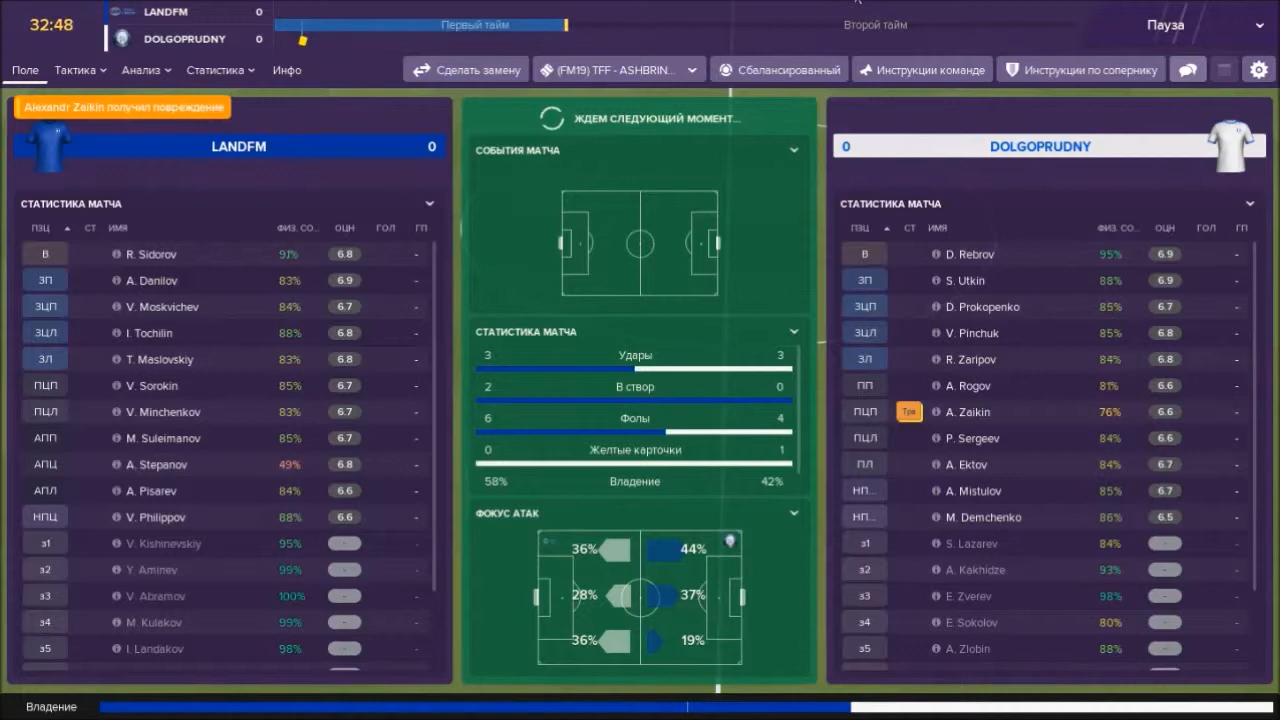 32:48
LANDFM 0
DOLGOPRUDNY 0
Первый тайм
Второй тайм
Пауза
Поле Тактика Анализ Статистика Инфо
Сделать замену
(FM19) TFF - ASHBRIN...
Сбалансированный
Инструкции команде
Инструкции по сопернику
Alexandr Zaikin получил повреждение
LANDFM 0
СТАТИСТИКА МАТЧА
ПЗЦ СТ ИМЯ ФИЗ. СО... ОЦН ГОЛ ГП
В R. Sidorov 91% 6.8 -
ЗП A. Danilov 83% 6.9 -
ЗЦП V. Moskvichev 84% 6.7 -
ЗЦЛ I. Tochilin 88% 6.8 -
ЗЛ T. Maslovskiy 83% 6.8 -
ПЦП V. Sorokin 85% 6.7 -
ПЦЛ V. Minchenkov 83% 6.7 -
АПП M. Suleimanov 85% 6.7 -
АПЦ A. Stepanov 49% 6.8 -
АПЛ A. Pisarev 84% 6.6 -
НПЦ V. Philippov 88% 6.6 -
з1 V. Kishinevskiy 95% - -
з2 Y. Aminev 99% - -
з3 V. Abramov 100% - -
з4 M. Kulakov 99% - -
з5 I. Landakov 98% - -
ЖДЕМ СЛЕДУЮЩИЙ МОМЕНТ...
СОБЫТИЯ МАТЧА
СТАТИСТИКА МАТЧА
3 Удары 3
2 В створ 0
6 Фолы 4
0 Желтые карточки 1
58% Владение 42%
ФОКУС АТАК
36% 44%
28% 37%
36% 19%
0 DOLGOPRUDNY
СТАТИСТИКА МАТЧА
ПЗЦ СТ ИМЯ ФИЗ. СО... ОЦН ГОЛ ГП
В D. Rebrov 95% 6.9 -
ЗП S. Utkin 88% 6.9 -
ЗЦП D. Prokopenko 85% 6.7 -
ЗЦЛ V. Pinchuk 85% 6.8 -
ЗЛ R. Zaripov 84% 6.8 -
ПП A. Rogov 81% 6.6 -
ПЦП Трв A. Zaikin 76% 6.6 -
ПЦЛ P. Sergeev 84% 6.6 -
ПЛ A. Ektov 84% 6.7 -
НП... A. Mistulov 85% 6.7 -
НП... M. Demchenko 86% 6.5 -
з1 S. Lazarev 84% - -
з2 A. Kakhidze 93% - -
з3 E. Zverev 98% - -
з4 E. Sokolov 80% - -
з5 A. Zlobin 88% - -
Владение